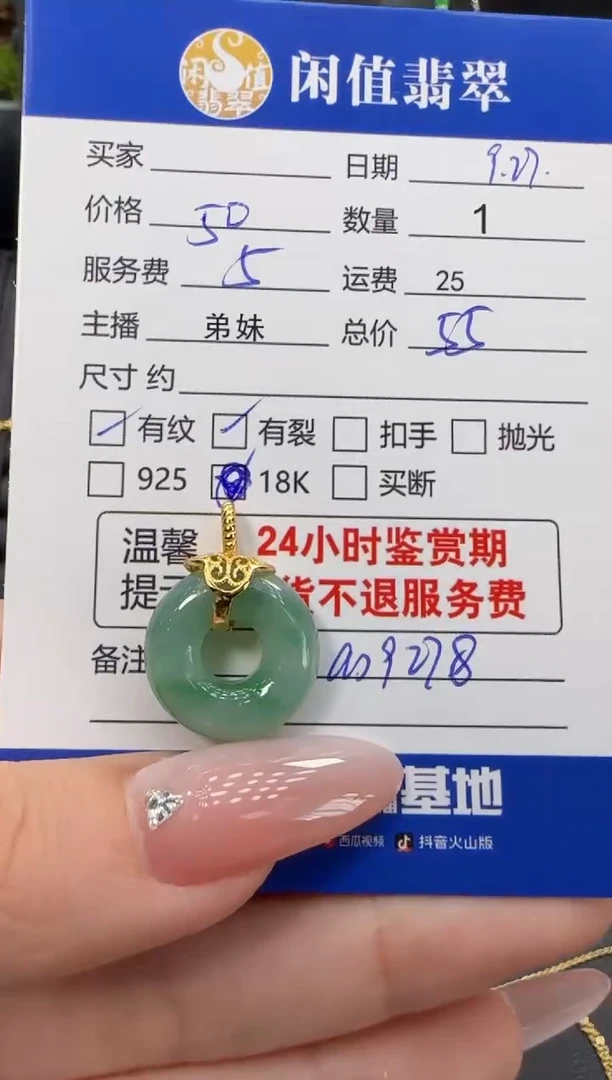 闲值翡翠
闲值翡翠
买家 日期 9.27.
价格 50 数量 1
服务费 5 运费 25
主播 弟妹 总价 55
尺寸 约
有纹 有裂 扣手 抛光
925 18K 买断
温馨 24小时鉴赏期
提 货不退服务费
备注 as9278
基地
西瓜视频 抖音火山版